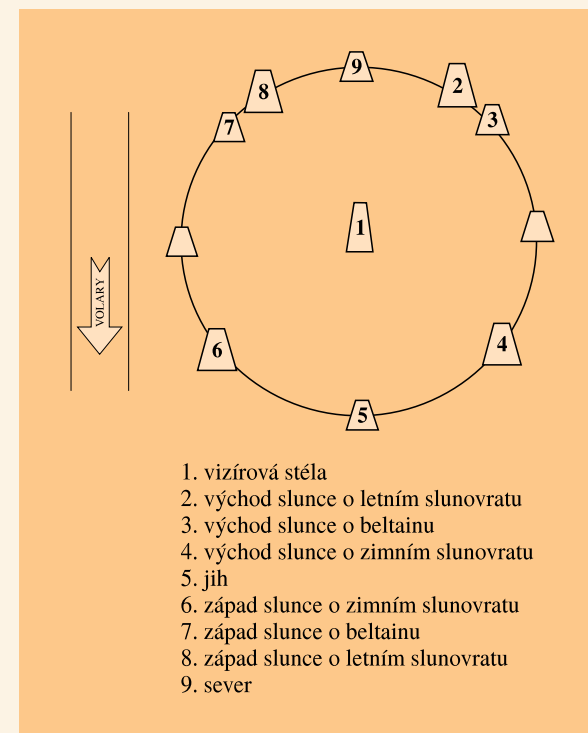 9
8
2
7
3
1
VOLARY
6
4
5
1. vizírová stéla
2. východ slunce o letním slunovratu
3. východ slunce o beltainu
4. východ slunce o zimním slunovratu
5. jih
6. západ slunce o zimním slunovratu
7. západ slunce o beltainu
8. západ slunce o letním slunovratu
9. sever